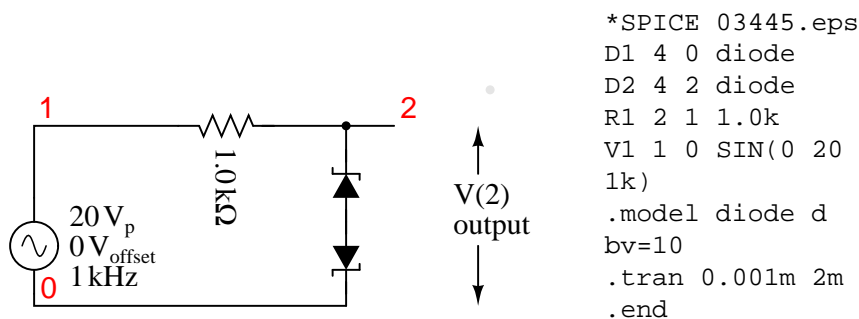 1
2
1.0kΩ
20 Vp
0 Voffset
1 kHz
0
V(2)
output
*SPICE 03445.eps
D1 4 0 diode
D2 4 2 diode
R1 2 1 1.0k
V1 1 0 SIN(0 20
1k)
.model diode d
bv=10
.tran 0.001m 2m
.end